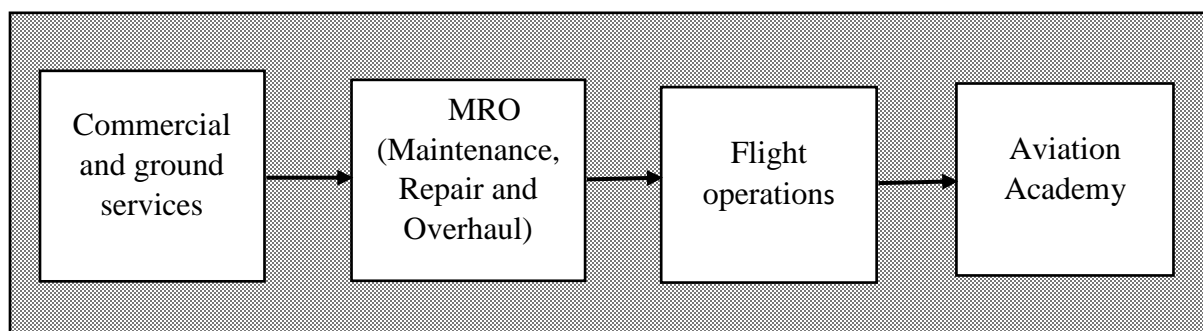 Commercial
and ground
services
MRO
(Maintenance,
Repair and
Overhaul)
Flight
operations
Aviation
Academy